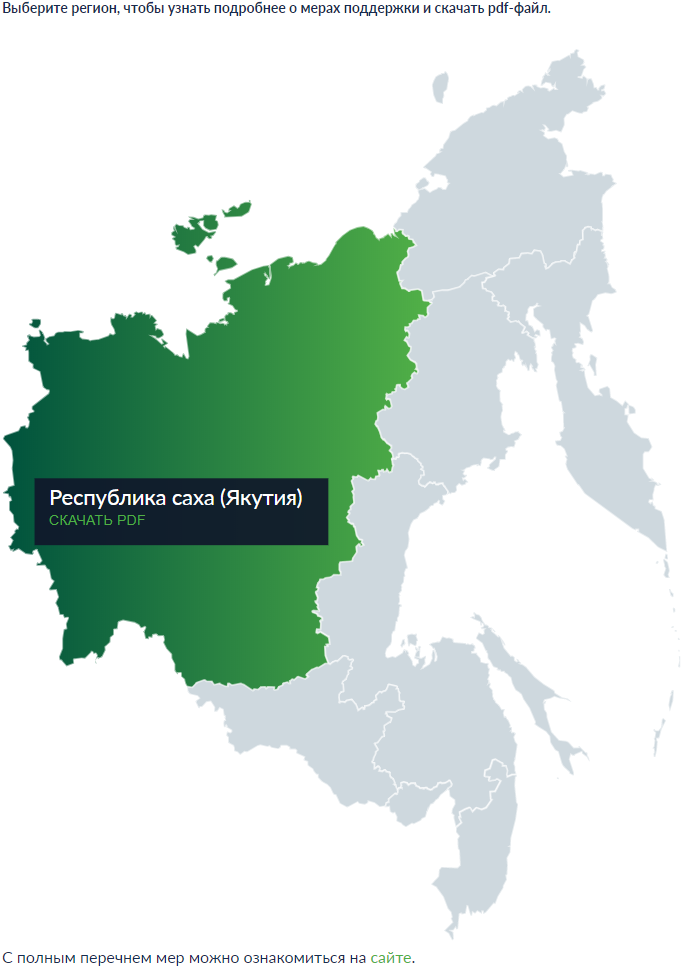 Выберите регион, чтобы узнать подробнее о мерах поддержки и скачать pdf-файл.
Республика саха (Якутия)
СКАЧАТЬ PDF
С полным перечнем мер можно ознакомиться на сайте.